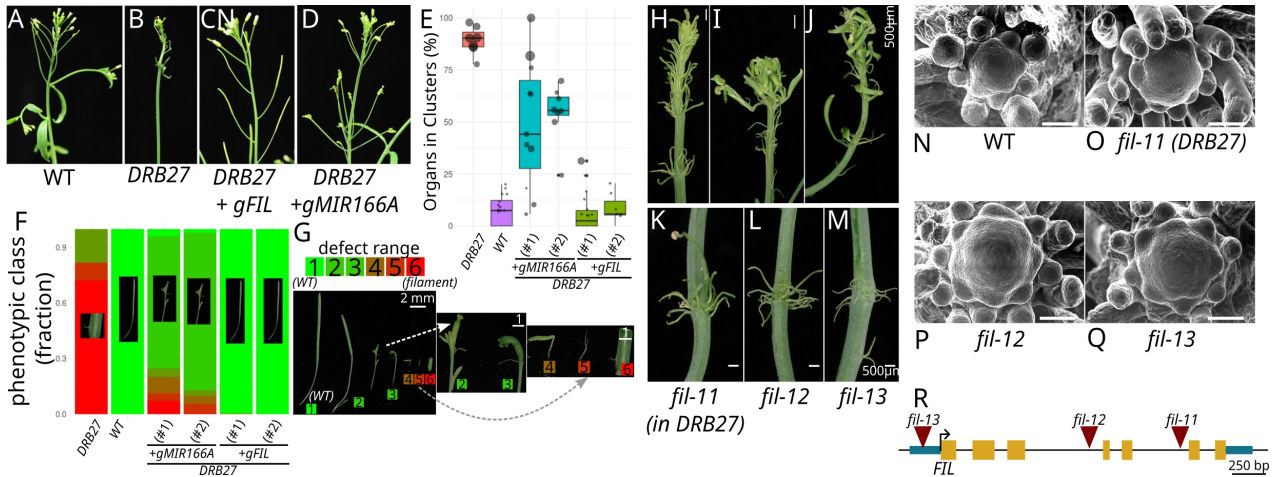 A
B
CN
D
WT
DRB27
DRB27
+ gFIL
DRB27
+gMIR166A
E
Organs in Clusters (%)
100
75
50
25
0
DRB27
WT
(#1)
(#2)
(#1)
(#2)
+gMIR166A
+gFIL
DRB27
F
phenotypic class
(fraction)
0.9
0.6
0.3
0.0
DRB27
WT
(#1)
(#2)
(#1)
(#2)
+gMIR166A
+gFIL
DRB27
G
defect range
1 2 3 4 5 6
(WT)
(filament)
2 mm
(WT)
1
2
3
4 5 6
1
2
3
1
4
5
6
H
I
J
500µm
K
L
M
500µm
fil-11
(in DRB27)
fil-12
fil-13
N
WT
O
fil-11 (DRB27)
P
fil-12
Q
fil-13
R
fil-13
fil-12
fil-11
FIL
250 bp